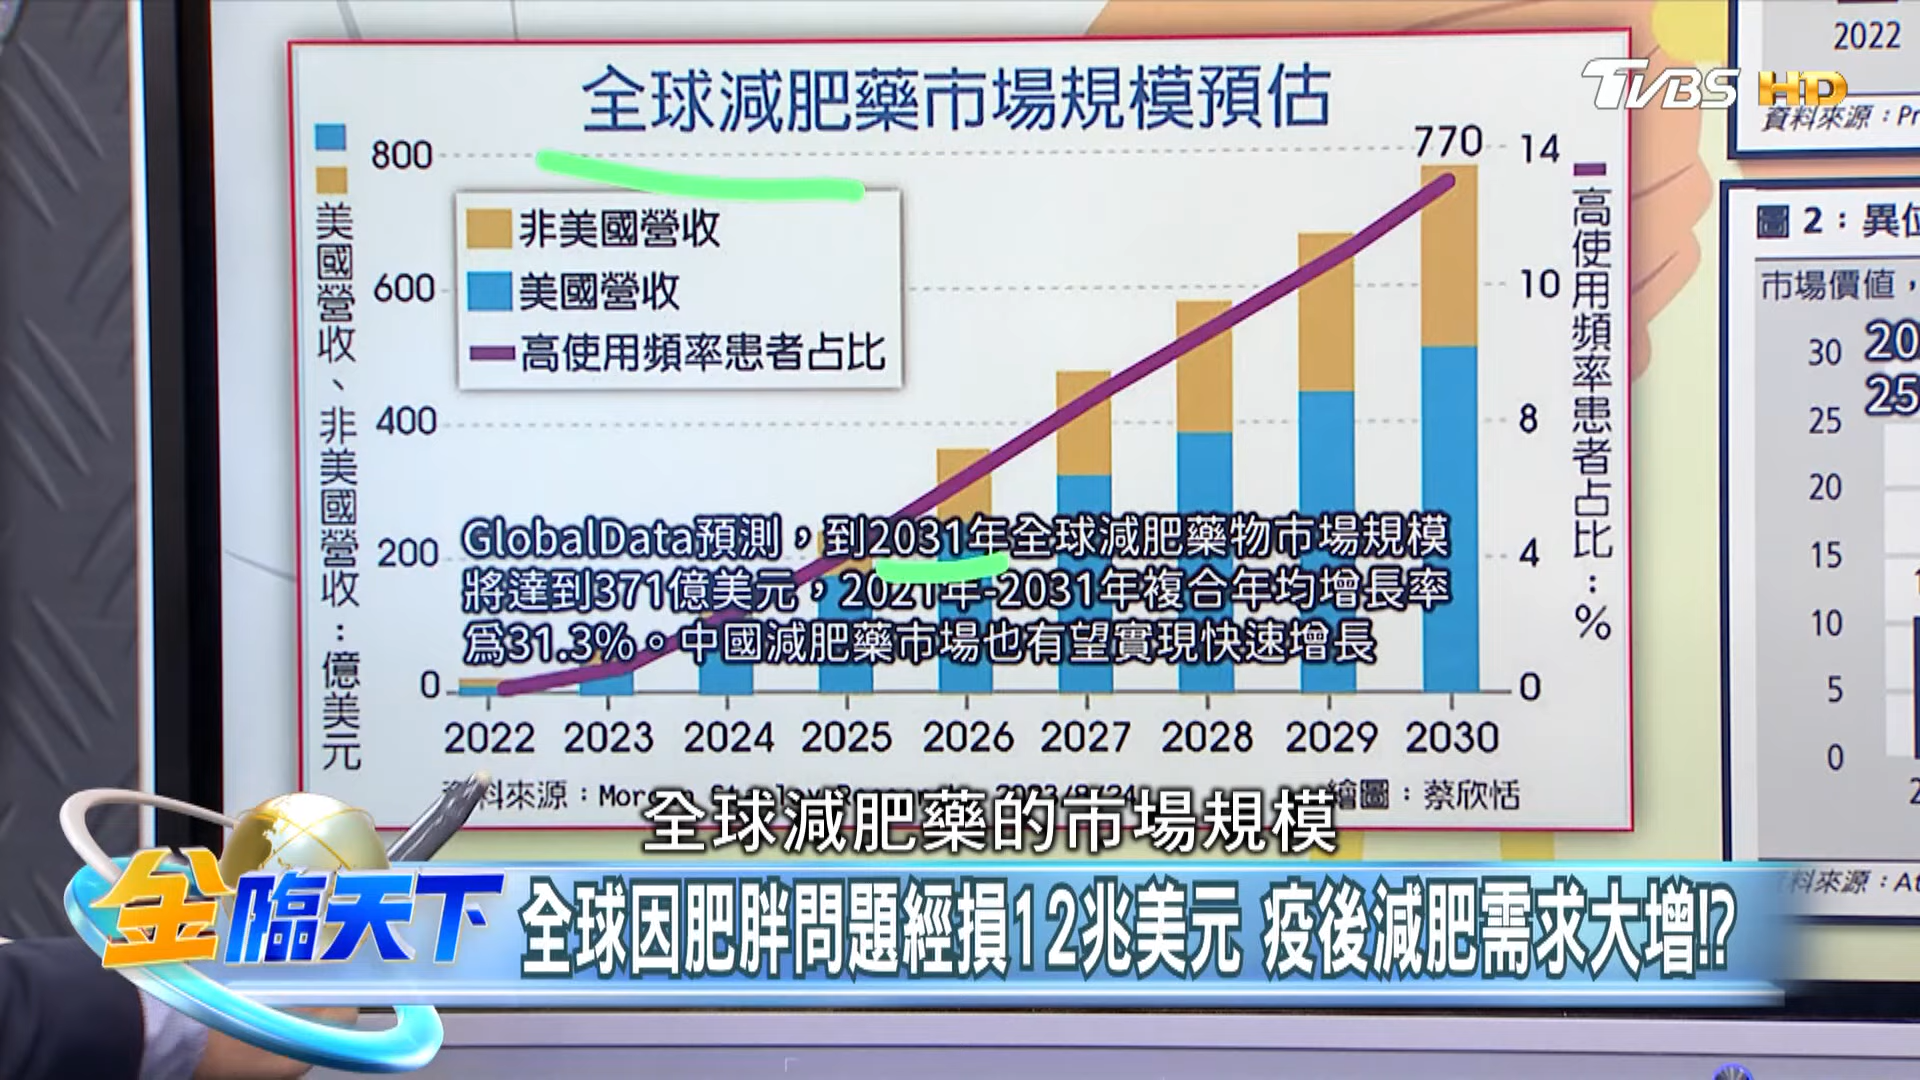 全球減肥藥市場規模預估
TVBS HD
800
600
400
200
0
美國營收、非美國營收：億美元
非美國營收
美國營收
高使用頻率患者占比
770
14
10
8
4
0
高使用頻率患者占比：%
GlobalData預測，到2031年全球減肥藥物市場規模
將達到371億美元，2021年-2031年複合年均增長率
為31.3%。中國減肥藥市場也有望實現快速增長
2022 2023 2024 2025 2026 2027 2028 2029 2030
繪圖：蔡欣恬
2022
資料來源：Pr
圖 2：異位
市場價值，
20
25
30
25
20
15
10
5
0
料來源：At
全球減肥藥的市場規模
金臨天下
全球因肥胖問題經損12兆美元 疫後減肥需求大增!?